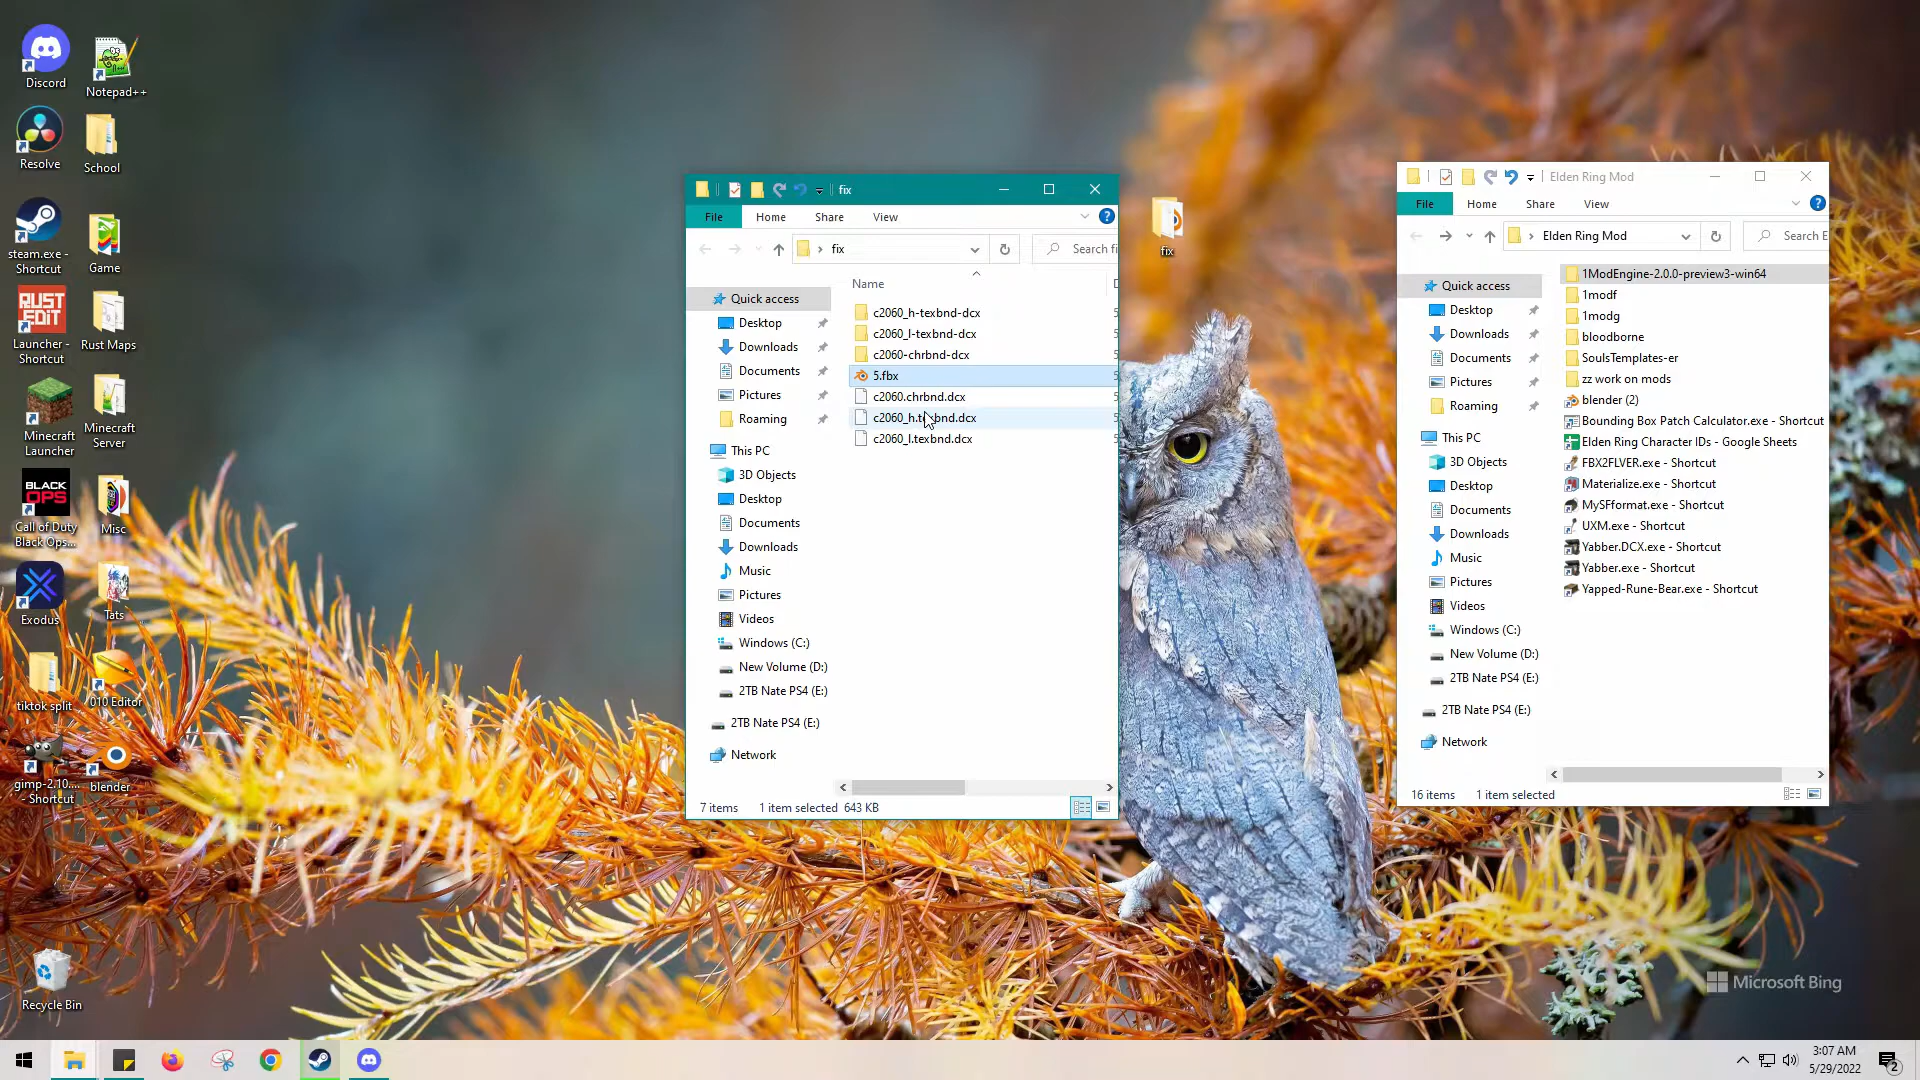 Discord
Notepad++
Resolve
School
steam.exe -
Shortcut
Game
RUST
EDIT
Launcher -
Shortcut
Rust Maps
Minecraft
Launcher
Minecraft
Server
BLACK
OPS
Call of Duty
Black Ops...
Misc
Exodus
Tats
tiktok split
010 Editor
gimp-2.10....
- Shortcut
blender
Recycle Bin
fix
File
Home
Share
View
fix
Search fi
Name
D
Quick access
Desktop
Downloads
Documents
Pictures
Roaming
This PC
3D Objects
Desktop
Documents
Downloads
Music
Pictures
Videos
Windows (C:)
New Volume (D:)
2TB Nate PS4 (E:)
2TB Nate PS4 (E:)
Network
c2060_h-texbnd-dcx
c2060_l-texbnd-dcx
c2060-chrbnd-dcx
5.fbx
c2060.chrbnd.dcx
c2060_h.texbnd.dcx
c2060_l.texbnd.dcx
7 items
1 item selected 643 KB
fix
Elden Ring Mod
File
Home
Share
View
Elden Ring Mod
Search E
Quick access
Desktop
Downloads
Documents
Pictures
Roaming
This PC
3D Objects
Desktop
Documents
Downloads
Music
Pictures
Videos
Windows (C:)
New Volume (D:)
2TB Nate PS4 (E:)
2TB Nate PS4 (E:)
Network
1ModEngine-2.0.0-preview3-win64
1modf
1modg
bloodborne
SoulsTemplates-er
zz work on mods
blender (2)
Bounding Box Patch Calculator.exe - Shortcut
Elden Ring Character IDs - Google Sheets
FBX2FLVER.exe - Shortcut
Materialize.exe - Shortcut
MySFformat.exe - Shortcut
UXM.exe - Shortcut
Yabber.DCX.exe - Shortcut
Yabber.exe - Shortcut
Yapped-Rune-Bear.exe - Shortcut
16 items
1 item selected
Microsoft Bing
3:07 AM
5/29/2022
2